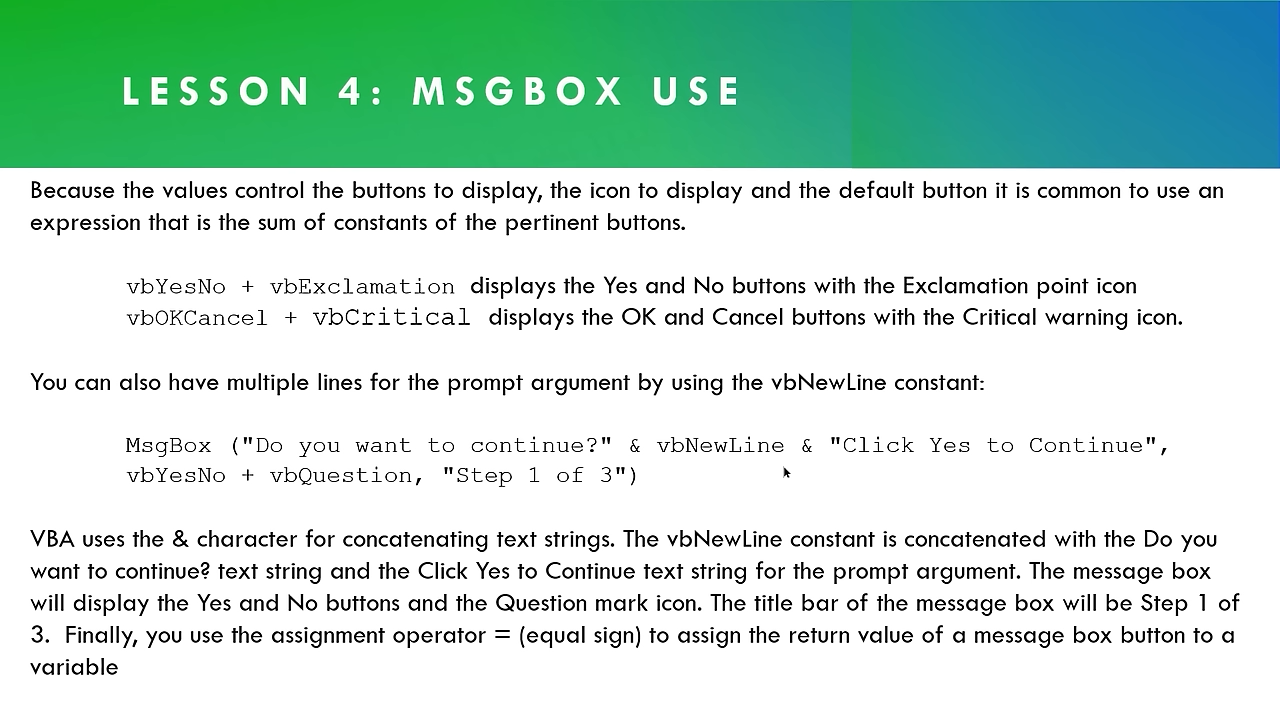 LESSON 4: MSGBOX USE
Because the values control the buttons to display, the icon to display and the default button it is common to use an
expression that is the sum of constants of the pertinent buttons.
vbYesNo + vbExclamation displays the Yes and No buttons with the Exclamation point icon
vbOKCancel + vbCritical displays the OK and Cancel buttons with the Critical warning icon.
You can also have multiple lines for the prompt argument by using the vbNewLine constant:
MsgBox ("Do you want to continue?" & vbNewLine & "Click Yes to Continue",
vbYesNo + vbQuestion, "Step 1 of 3")
VBA uses the & character for concatenating text strings. The vbNewLine constant is concatenated with the Do you
want to continue? text string and the Click Yes to Continue text string for the prompt argument. The message box
will display the Yes and No buttons and the Question mark icon. The title bar of the message box will be Step 1 of
3.  Finally, you use the assignment operator = (equal sign) to assign the return value of a message box button to a
variable